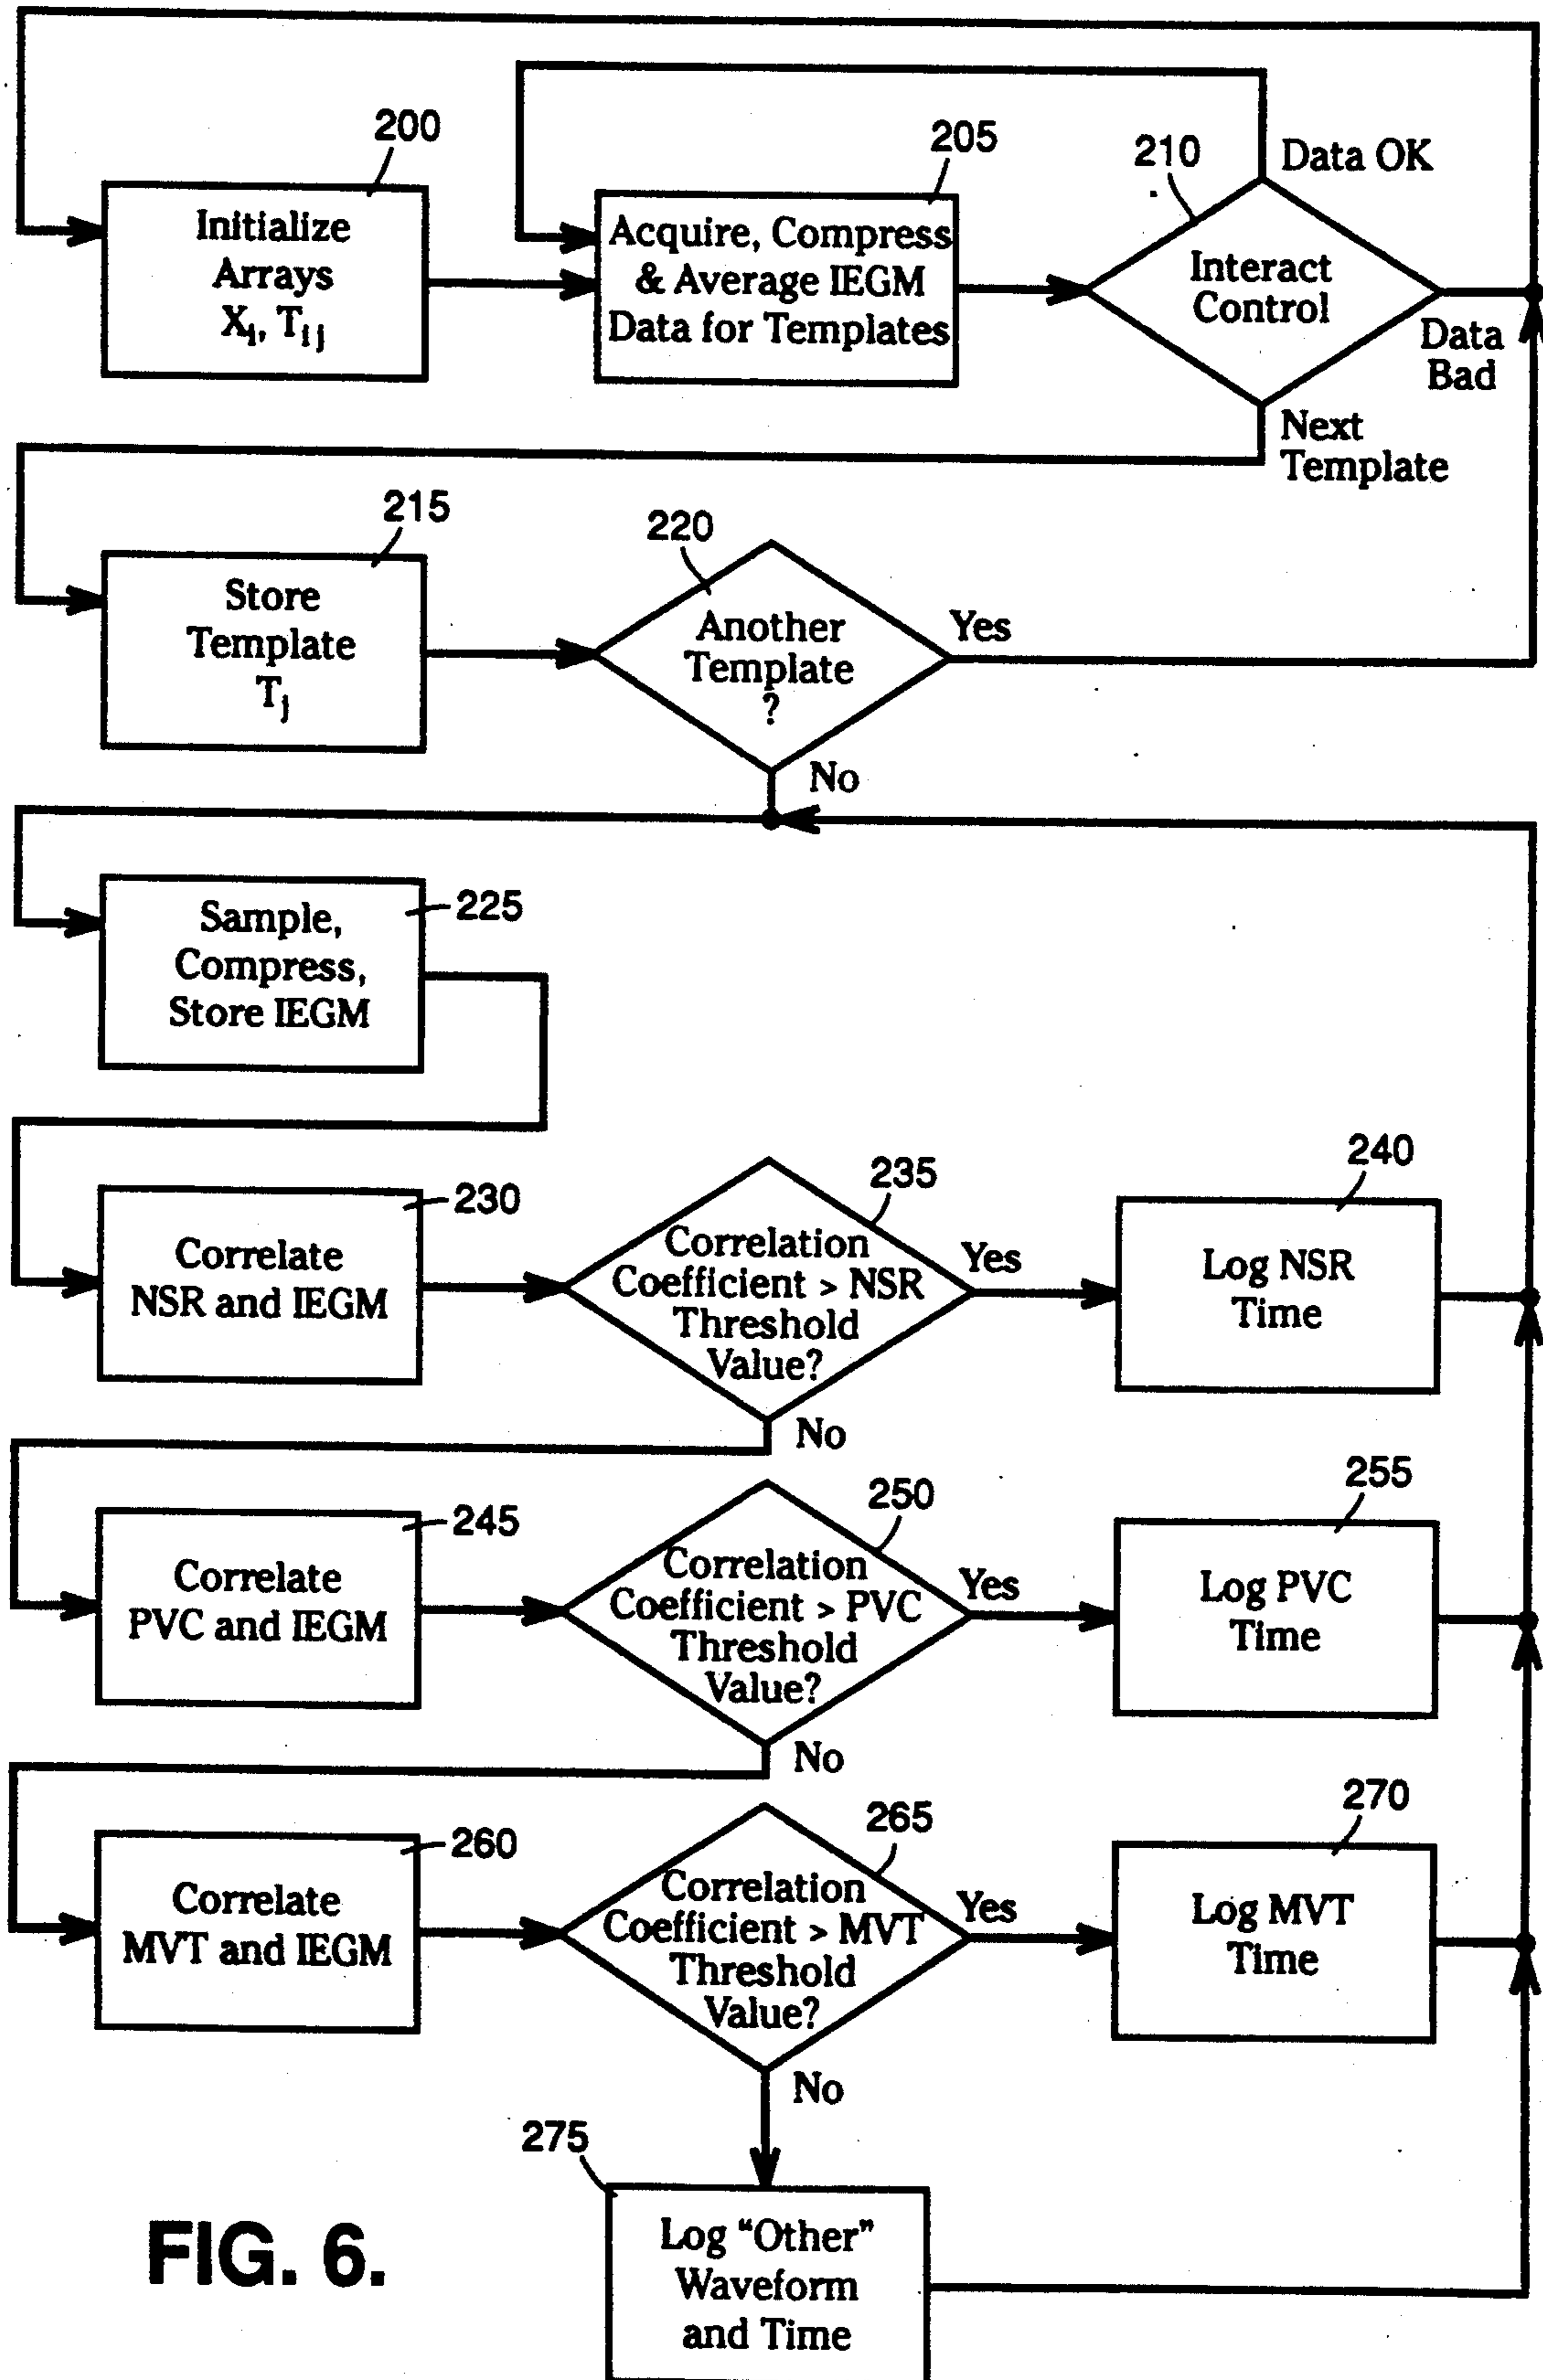 200
Initialize
Arrays
Xi, Tij
205
Acquire, Compress
& Average IEGM
Data for Templates
210
Interact
Control
Data OK
Data
Bad
Next
Template
215
Store
Template
Tj
220
Another
Template
?
Yes
No
225
Sample,
Compress,
Store IEGM
230
Correlate
NSR and IEGM
235
Correlation
Coefficient > NSR
Threshold
Value?
Yes
No
240
Log NSR
Time
245
Correlate
PVC and IEGM
250
Correlation
Coefficient > PVC
Threshold
Value?
Yes
No
255
Log PVC
Time
260
Correlate
MVT and IEGM
265
Correlation
Coefficient > MVT
Threshold
Value?
Yes
No
270
Log MVT
Time
275
Log “Other”
Waveform
and Time
FIG. 6.